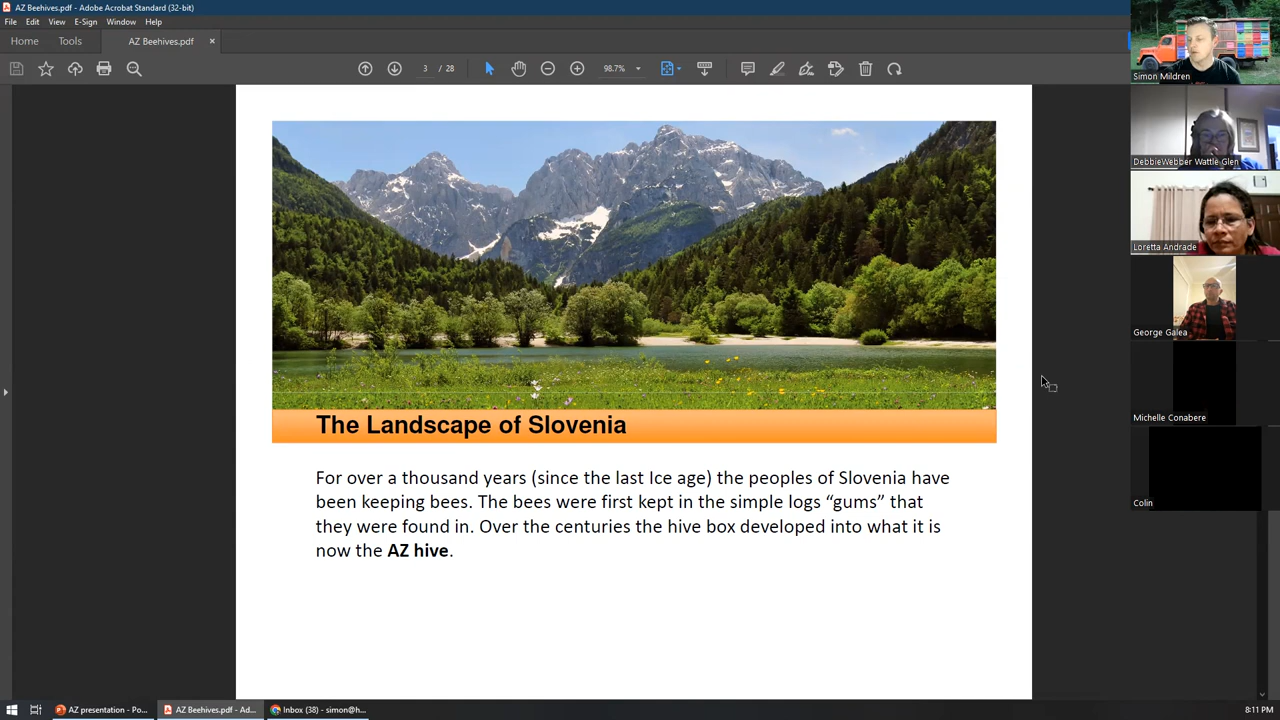 AZ Beehives.pdf - Adobe Acrobat Standard (32-bit)
File Edit View E-Sign Window Help
Home Tools AZ Beehives.pdf ×
3 / 28 98.7%
The Landscape of Slovenia
For over a thousand years (since the last Ice age) the peoples of Slovenia have
been keeping bees. The bees were first kept in the simple logs “gums” that
they were found in. Over the centuries the hive box developed into what it is
now the AZ hive.
Simon Mildren
DebbieWebber Wattle Glen
Loretta Andrade
George Galea
Michelle Conabere
Colin
AZ presentation - Po...
AZ Beehives.pdf - Ad...
Inbox (38) - simon@h...
8:11 PM